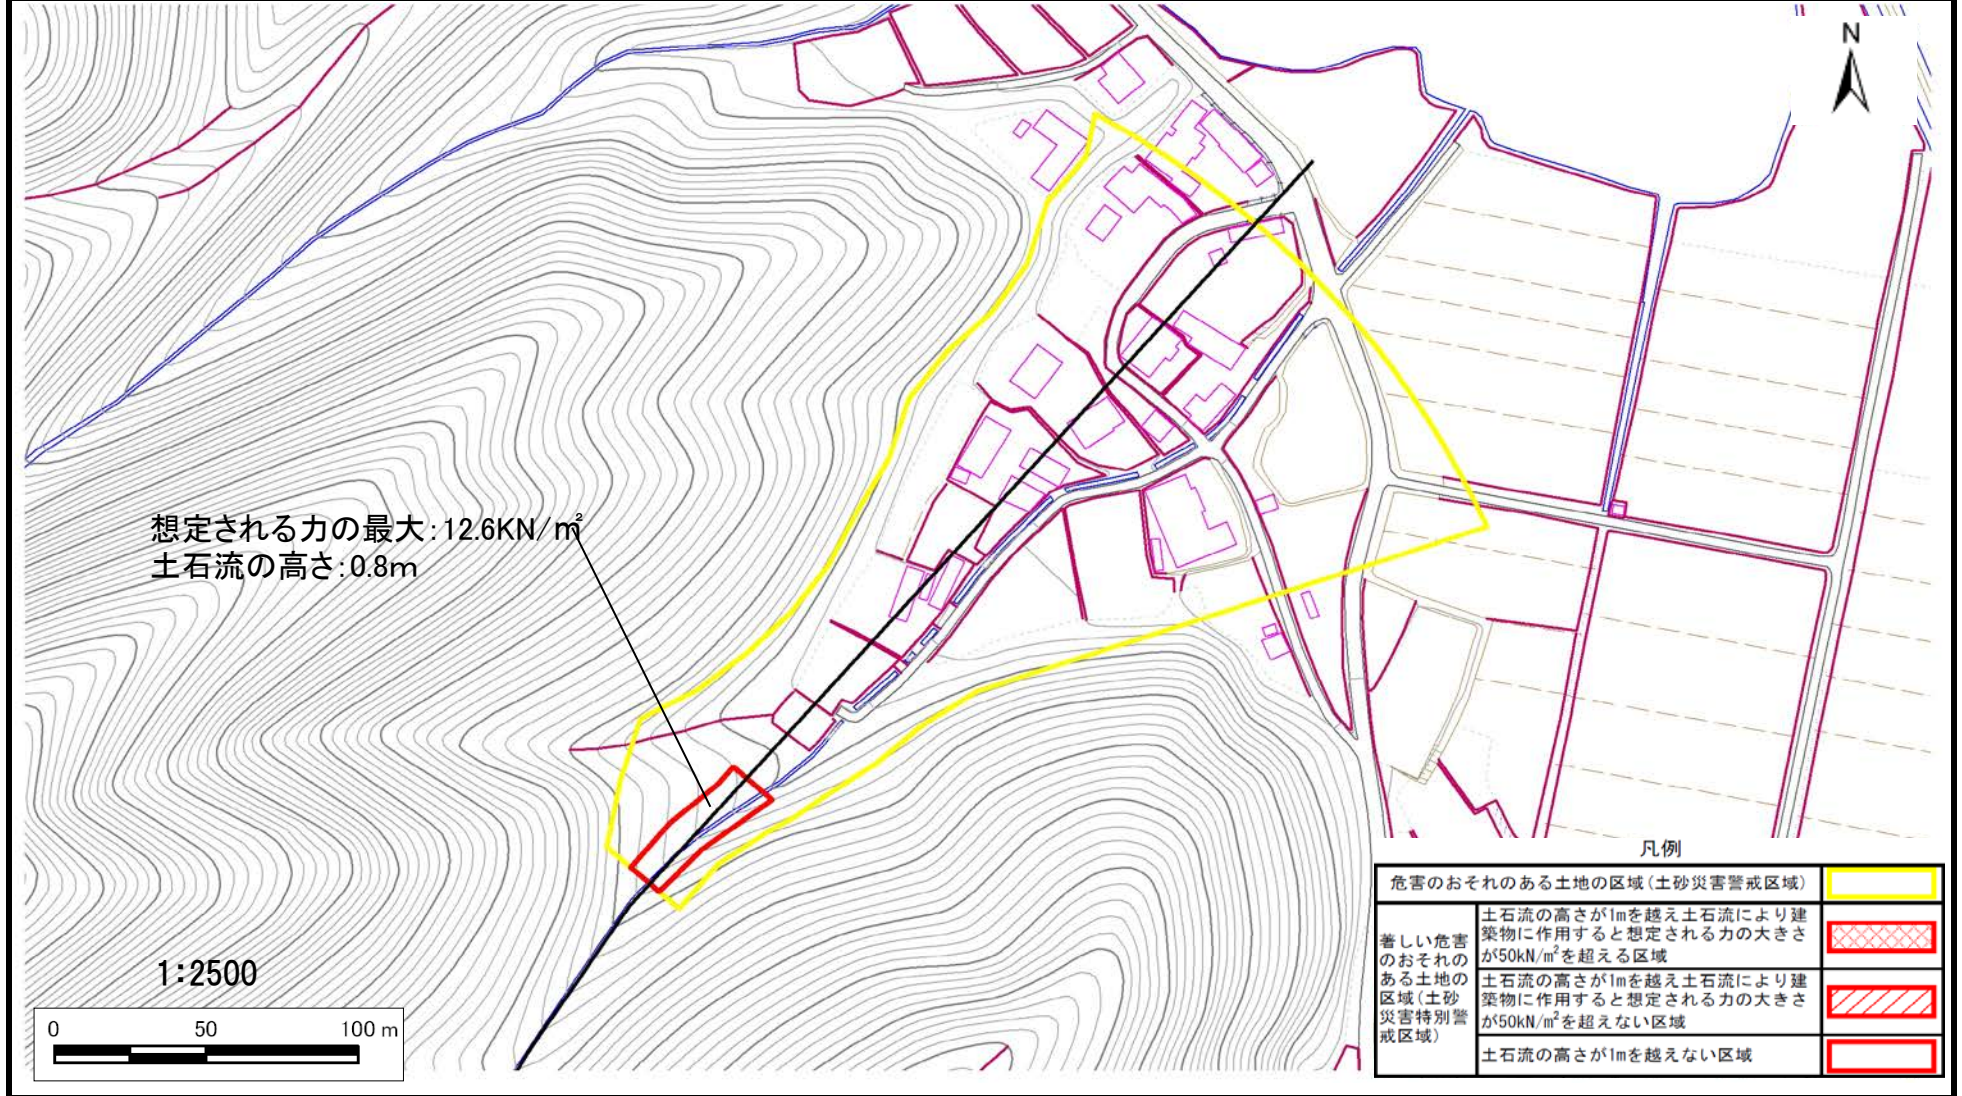 N
想定される力の最大:12.6KN/㎡
土石流の高さ:0.8m
1:2500
0 50 100 m
凡例
危害のおそれのある土地の区域(土砂災害警戒区域)
著しい危害
のおそれの
ある土地の
区域(土砂
災害特別警
戒区域)
土石流の高さが1mを越え土石流により建
築物に作用すると想定される力の大きさ
が50kN/㎡を超える区域
土石流の高さが1mを越え土石流により建
築物に作用すると想定される力の大きさ
が50kN/㎡を超えない区域
土石流の高さが1mを越えない区域